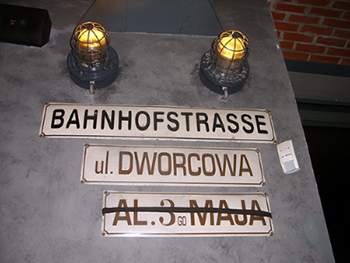 BAHNHOFSTRASSE
ul. DWORCOWA
AL. 3 GO MAJA